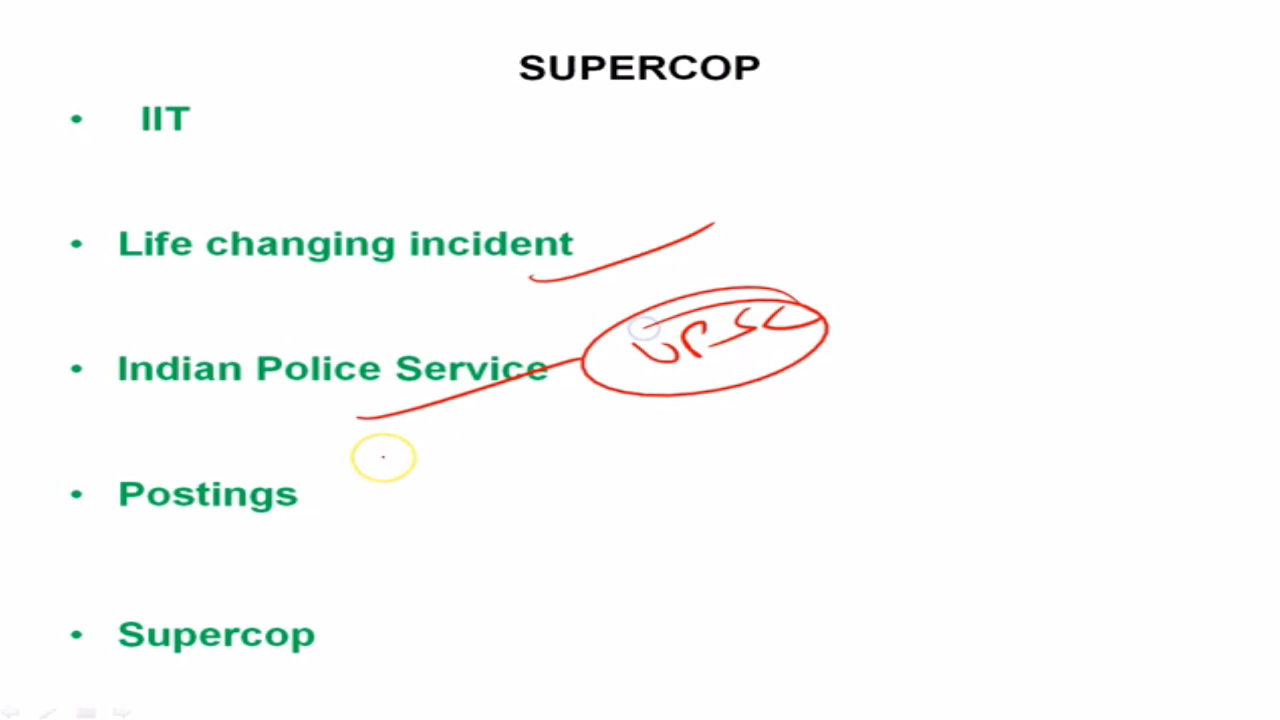 SUPERCOP
• IIT
• Life changing incident
• Indian Police Service
UPSC
• Postings
• Supercop